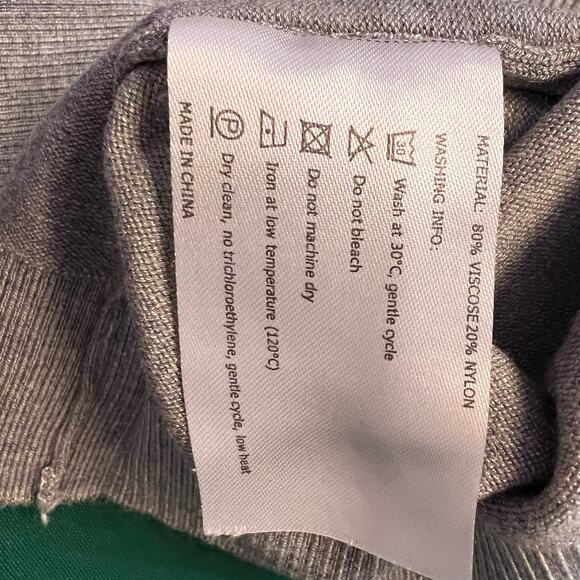 MATERIAL: 80% VISCOSE20% NYLON
WASHING INFO.
30 Wash at 30°C, gentle cycle
Do not bleach
Do not machine dry
Iron at low temperature (120°C)
P Dry clean, no trichloroethylene, gentle cycle, low heat
MADE IN CHINA